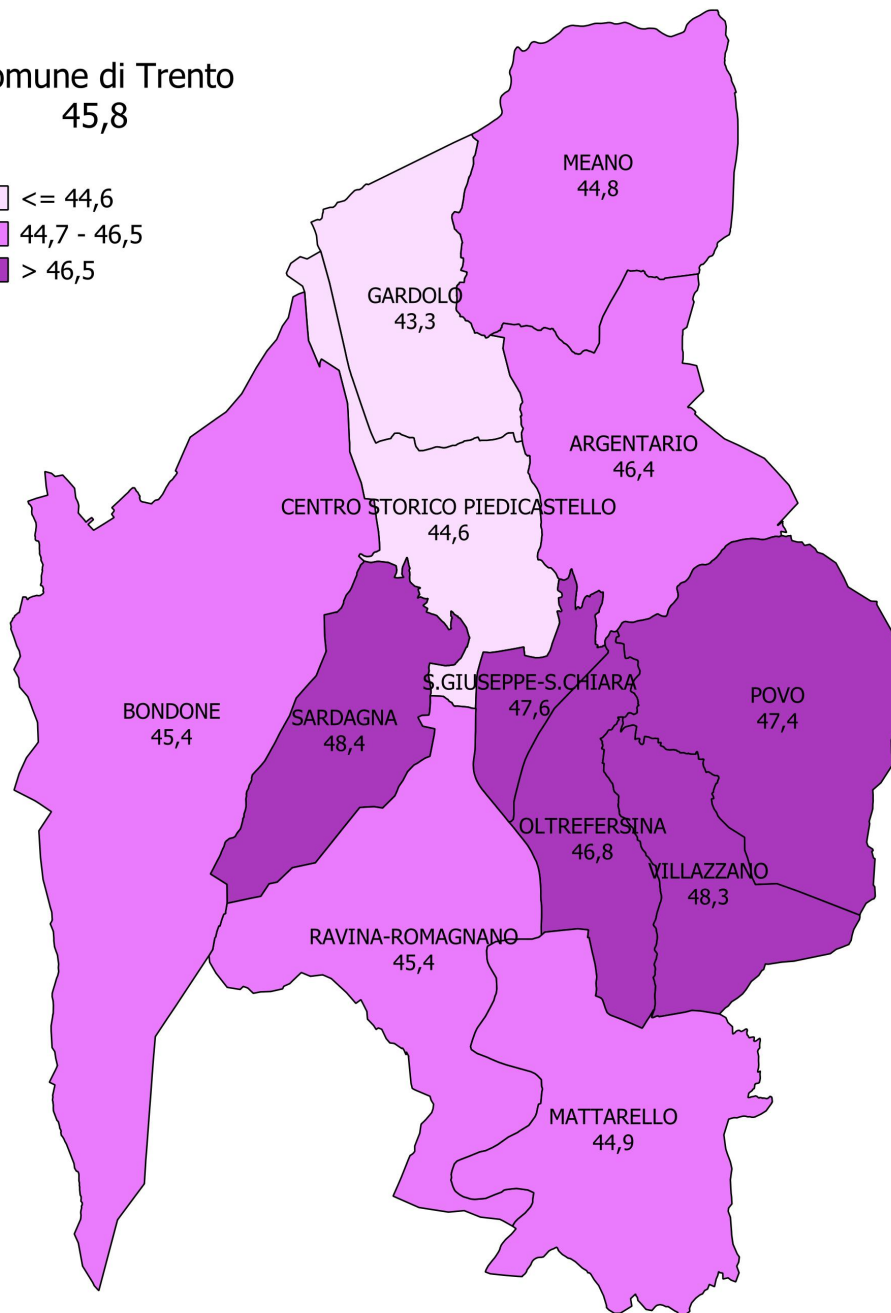 omune di Trento
45,8
<= 44,6
44,7 - 46,5
> 46,5
MEANO
44,8
GARDOLO
43,3
ARGENTARIO
46,4
CENTRO STORICO PIEDICASTELLO
44,6
S.GIUSEPPE-S.CHIARA
47,6
POVO
47,4
BONDONE
45,4
SARDAGNA
48,4
OLTREFERSINA
46,8
VILLAZZANO
48,3
RAVINA-ROMAGNANO
45,4
MATTARELLO
44,9